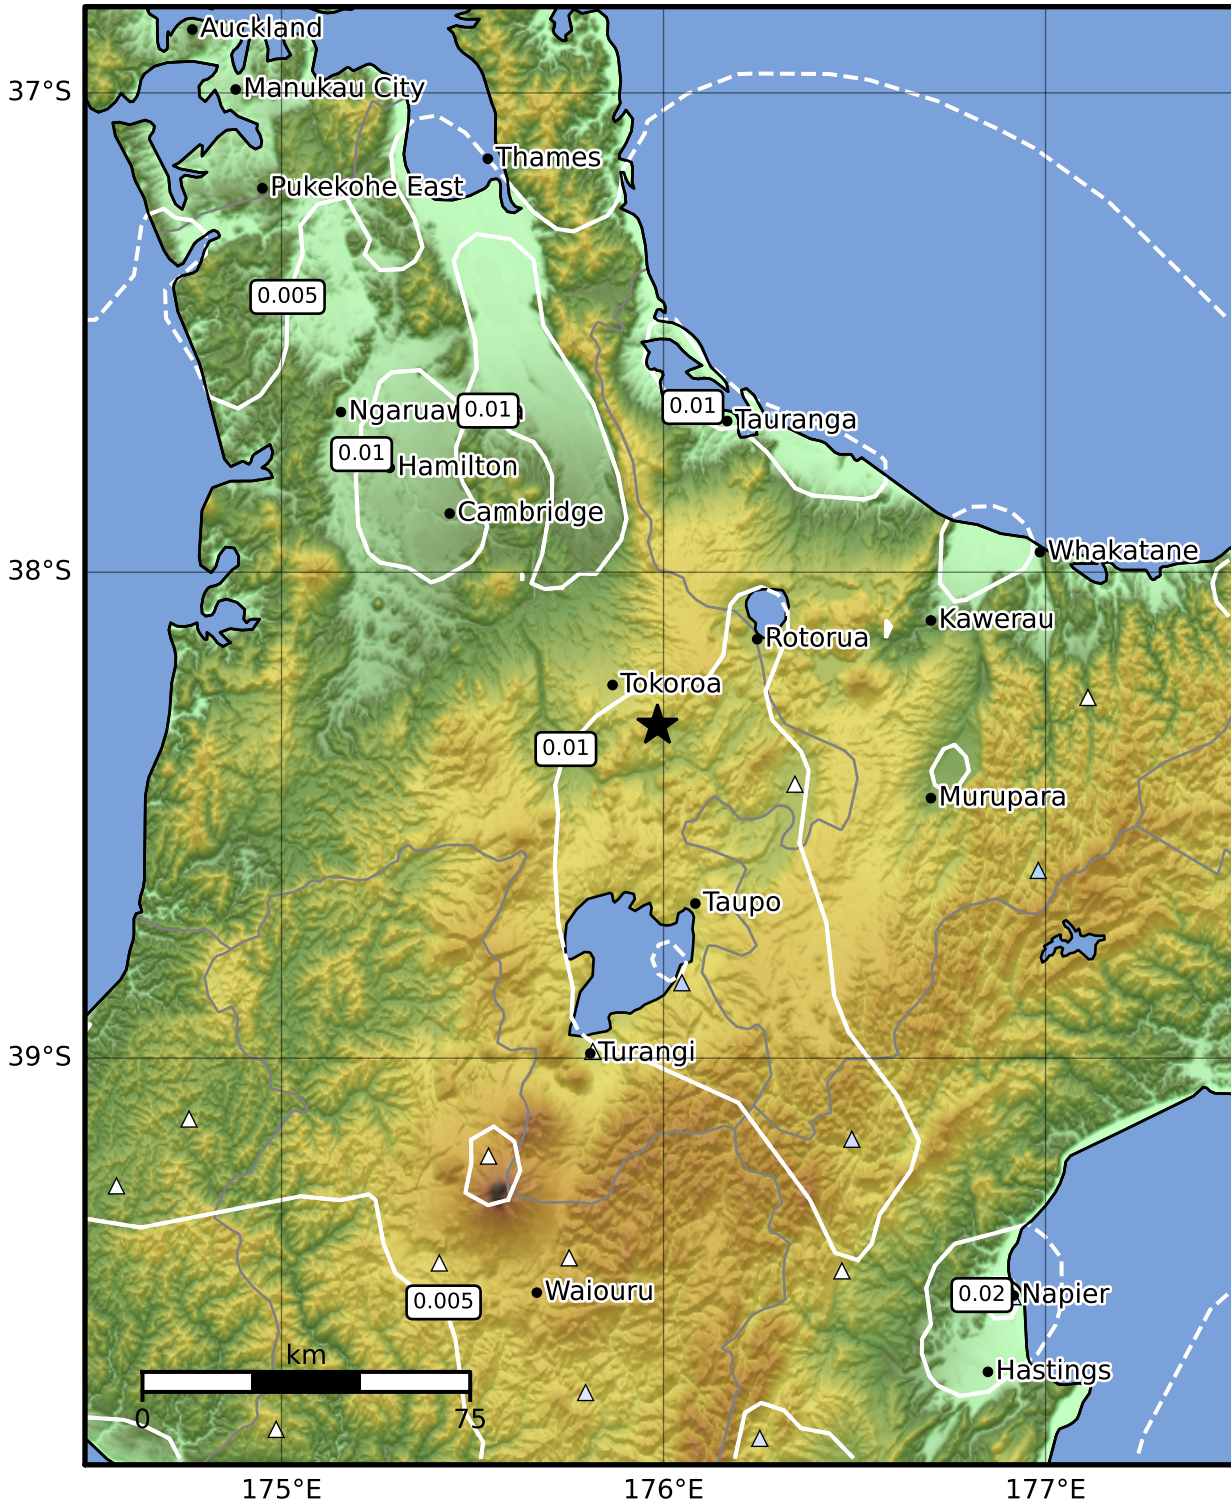 Auckland
37°S
Manukau City
Thames
Pukekohe East
0.005
0.01
0.01
Tauranga
Hamilton
0.01
Cambridge
Whakatane
38°S
Kawerau
Rotorua
Tokoroa
0.01
Murupara
Taupo
Turangi
39°S
Waiouru
0.005
0.02
Napier
Hastings
km
0
75
175°E
176°E
177°E